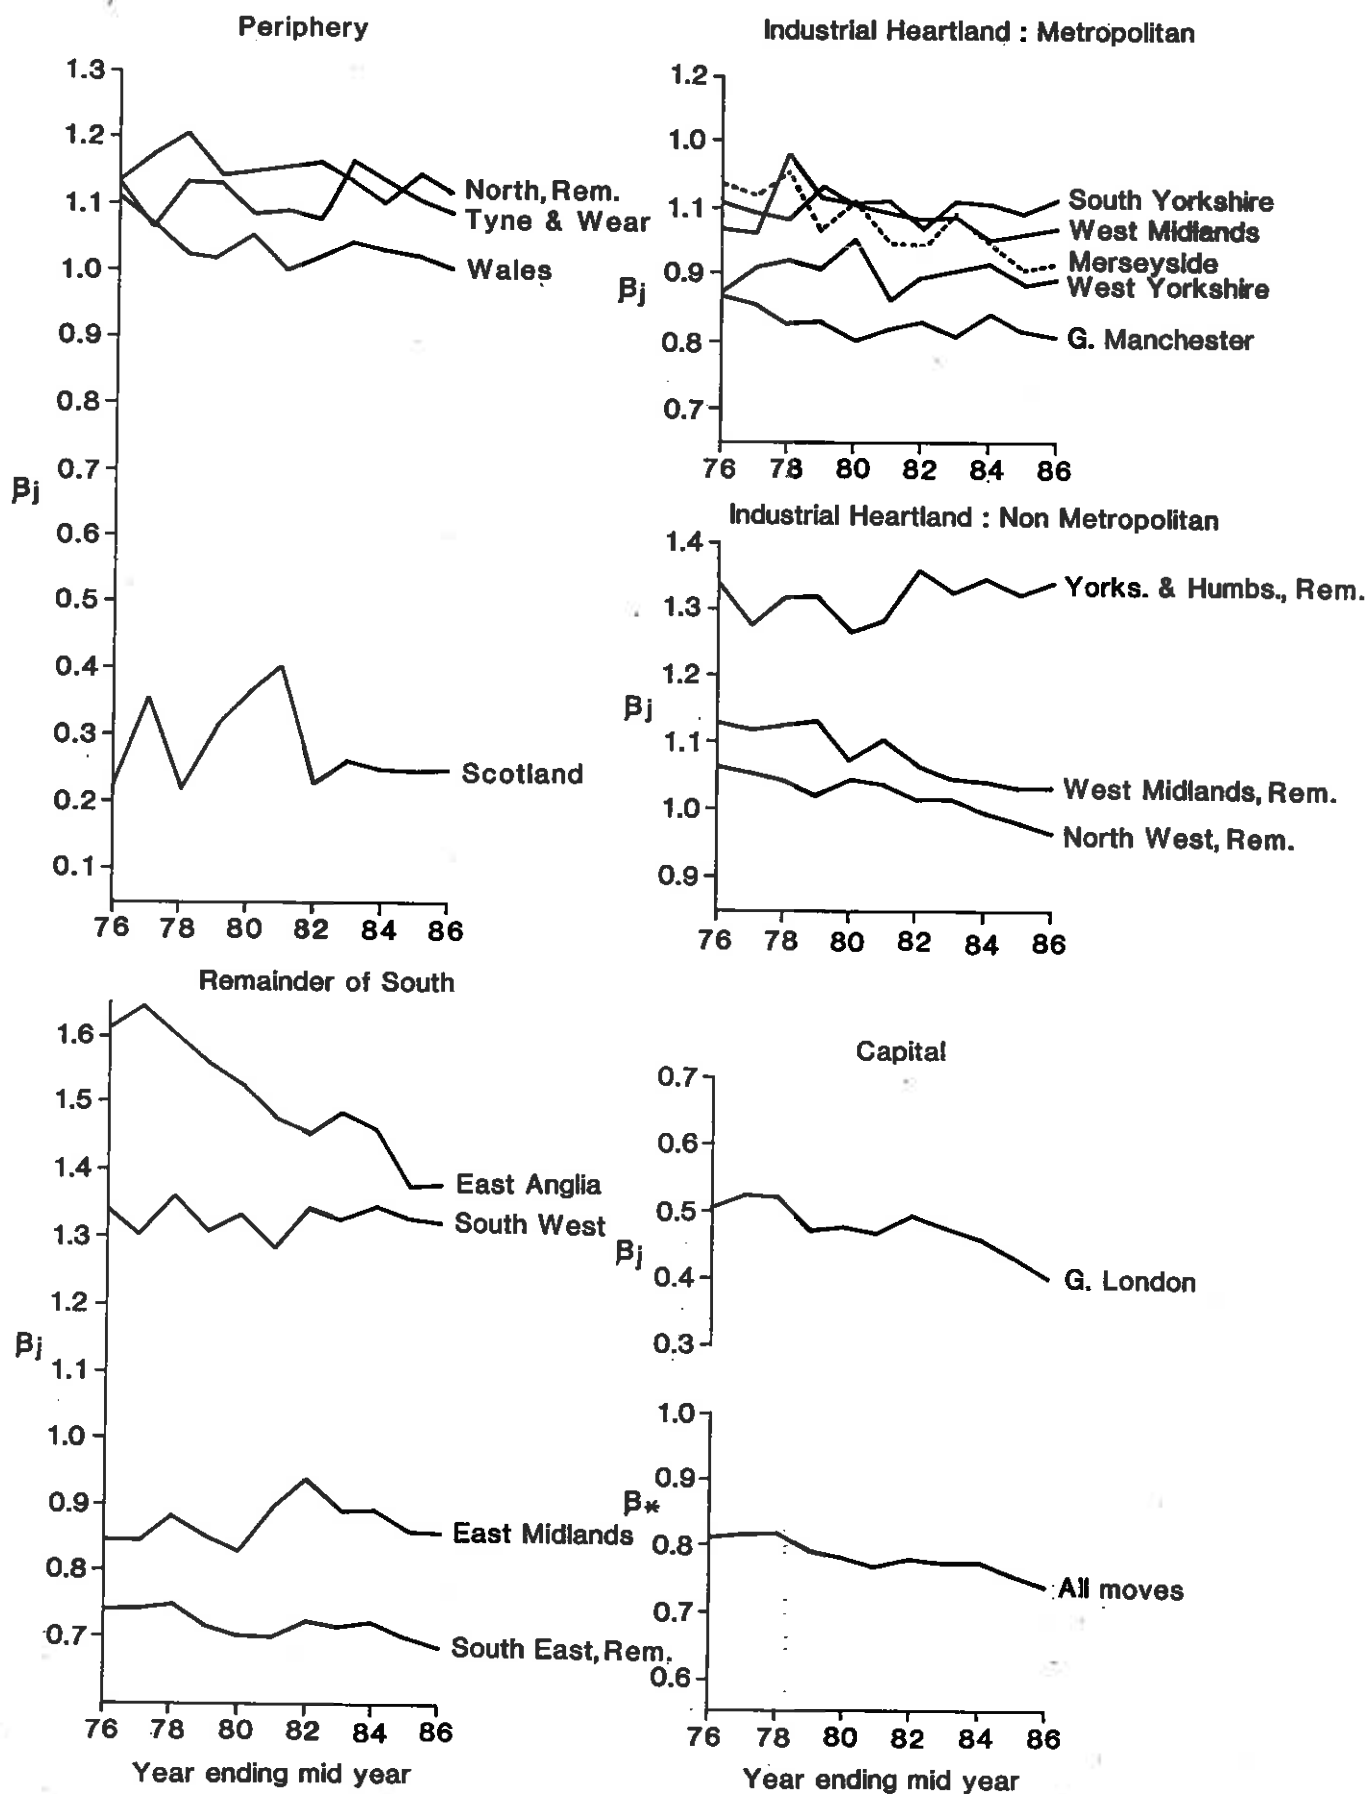 Periphery
1.3
1.2
1.1
1.0
0.9
0.8
0.7
0.6
0.5
0.4
0.3
0.2
0.1
βj
North, Rem.
Tyne & Wear
Wales
Scotland
76 78 80 82 84 86
Industrial Heartland : Metropolitan
1.2
1.0
1.1
0.9
0.8
0.7
βj
South Yorkshire
West Midlands
Merseyside
West Yorkshire
G. Manchester
76 78 80 82 84 86
Industrial Heartland : Non Metropolitan
1.4
1.3
1.2
1.1
1.0
0.9
βj
Yorks. & Humbs., Rem.
West Midlands, Rem.
North West, Rem.
76 78 80 82 84 86
Remainder of South
1.6
1.5
1.4
1.3
1.2
1.1
1.0
0.9
0.8
0.7
βj
East Anglia
South West
East Midlands
South East, Rem.
76 78 80 82 84 86
Year ending mid year
Capital
0.7
0.6
0.5
0.4
0.3
βj
G. London
1.0
0.9
0.8
0.7
0.6
β*
All moves
76 78 80 82 84 86
Year ending mid year